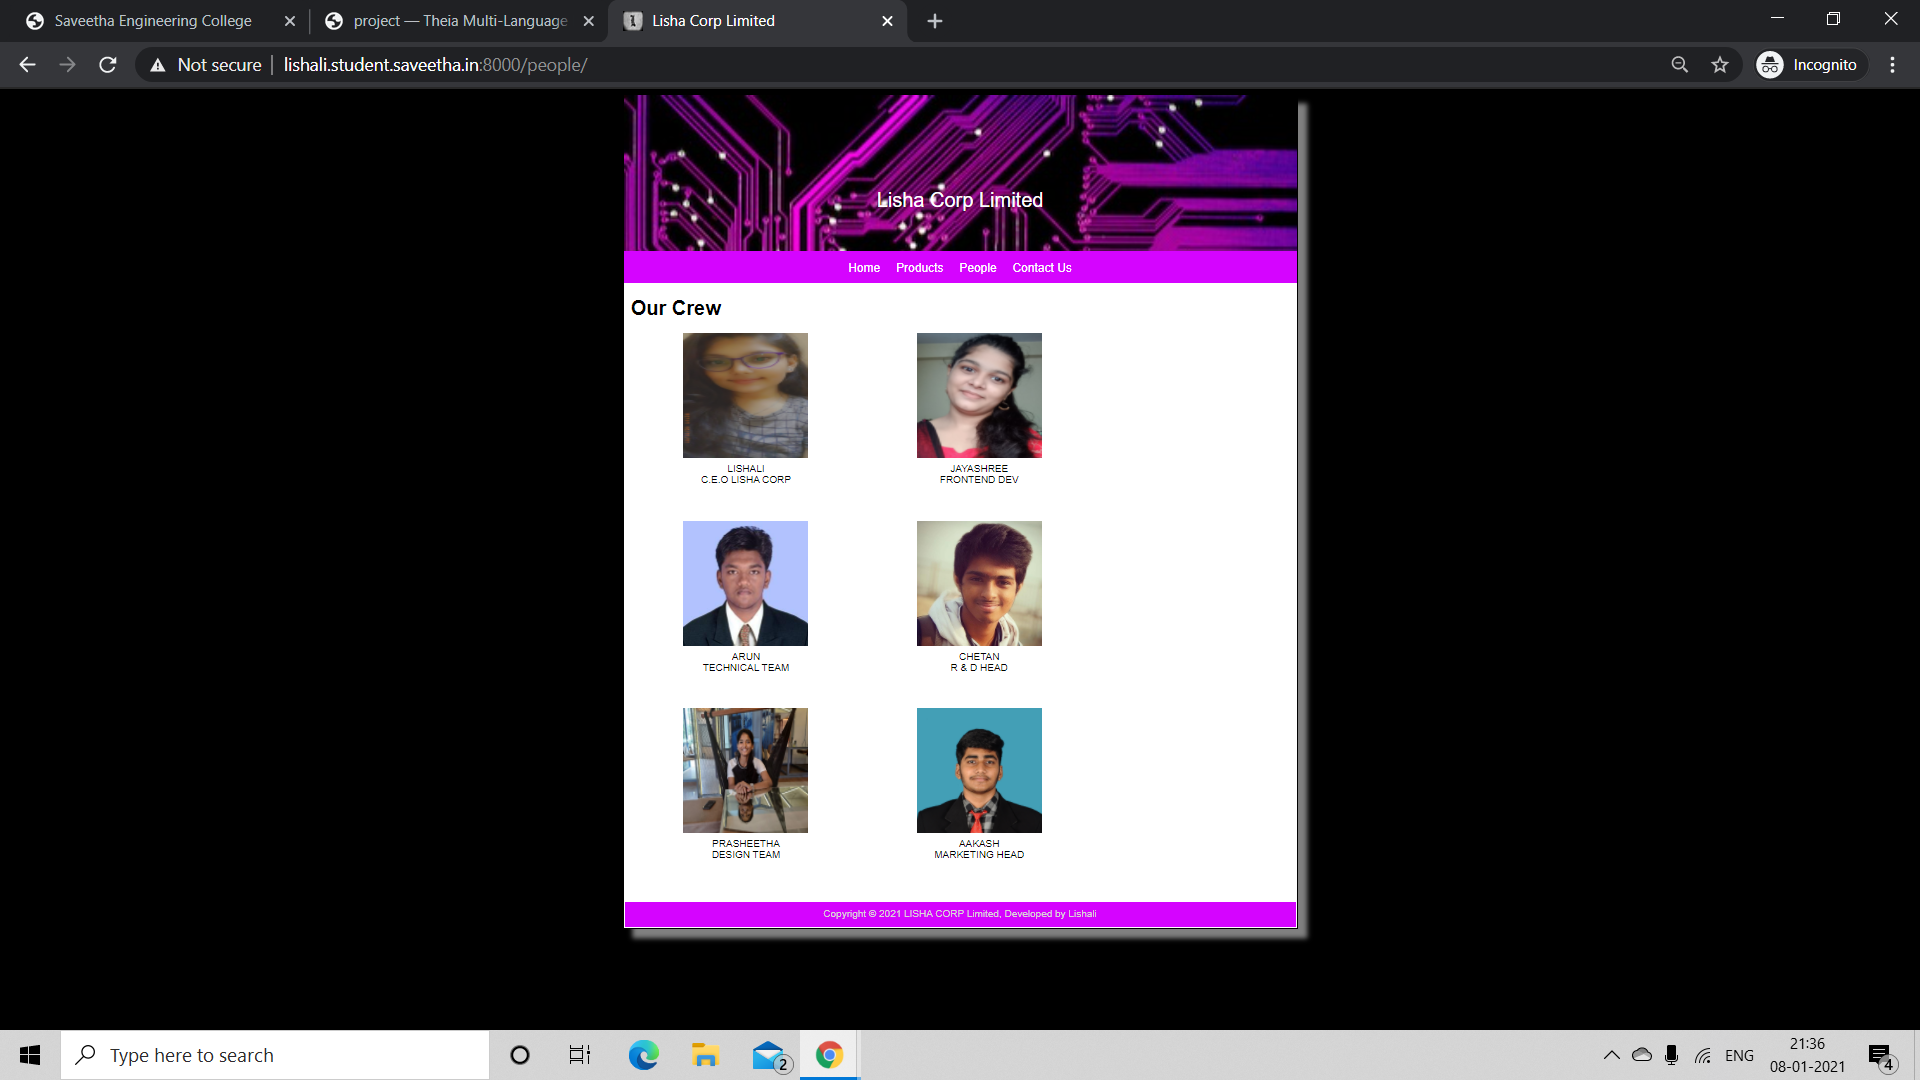 Saveetha Engineering College
project — Theia Multi-Language
Lisha Corp Limited
Not secure
lishali.student.saveetha.in:8000/people/
Incognito
Lisha Corp Limited
Home Products People Contact Us
Our Crew
LISHALI
C.E.O LISHA CORP
JAYASHREE
FRONTEND DEV
ARUN
TECHNICAL TEAM
CHETAN
R & D HEAD
PRASHEETHA
DESIGN TEAM
AAKASH
MARKETING HEAD
Copyright © 2021 LISHA CORP Limited, Developed by Lishali
Type here to search
2
ENG
21:36
08-01-2021
4